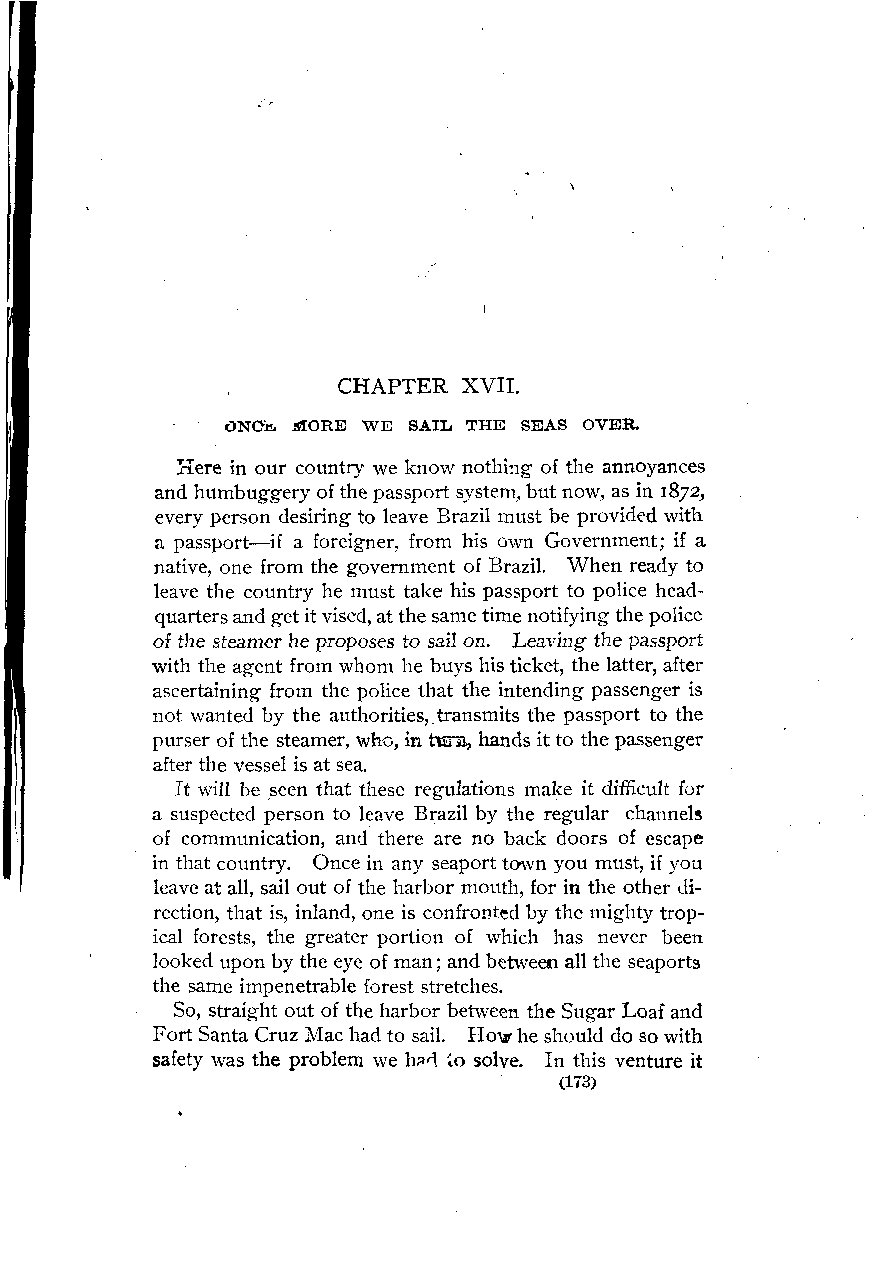 CHAPTER XVII.
ONCE MORE WE SAIL THE SEAS OVER.
Here in our country we know nothing of the annoyances
and humbuggery of the passport system, but now, as in 1872,
every person desiring to leave Brazil must be provided with
a passport—if a foreigner, from his own Government; if a
native, one from the government of Brazil. When ready to
leave the country he must take his passport to police head-
quarters and get it vised, at the same time notifying the police
of the steamer he proposes to sail on. Leaving the passport
with the agent from whom he buys his ticket, the latter, after
ascertaining from the police that the intending passenger is
not wanted by the authorities, transmits the passport to the
purser of the steamer, who, in turn, hands it to the passenger
after the vessel is at sea.
It will be seen that these regulations make it difficult for
a suspected person to leave Brazil by the regular channels
of communication, and there are no back doors of escape
in that country. Once in any seaport town you must, if you
leave at all, sail out of the harbor mouth, for in the other di-
rection, that is, inland, one is confronted by the mighty trop-
ical forests, the greater portion of which has never been
looked upon by the eye of man; and between all the seaports
the same impenetrable forest stretches.
So, straight out of the harbor between the Sugar Loaf and
Fort Santa Cruz Mac had to sail. How he should do so with
safety was the problem we had to solve. In this venture it
(173)